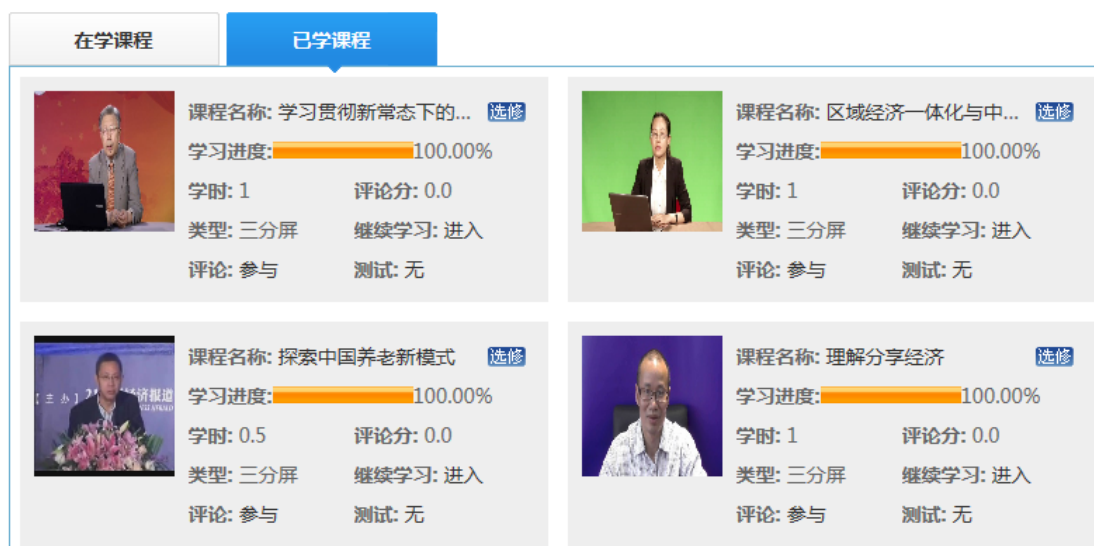 在学课程
已学课程
课程名称: 学习贯彻新常态下的... 选修
学习进度: 100.00%
学时: 1 评论分: 0.0
类型: 三分屏 继续学习: 进入
评论: 参与 测试: 无
课程名称: 区域经济一体化与中... 选修
学习进度: 100.00%
学时: 1 评论分: 0.0
类型: 三分屏 继续学习: 进入
评论: 参与 测试: 无
【主办】2 经济报道
课程名称: 探索中国养老新模式 选修
学习进度: 100.00%
学时: 0.5 评论分: 0.0
类型: 三分屏 继续学习: 进入
评论: 参与 测试: 无
课程名称: 理解分享经济 选修
学习进度: 100.00%
学时: 1 评论分: 0.0
类型: 三分屏 继续学习: 进入
评论: 参与 测试: 无